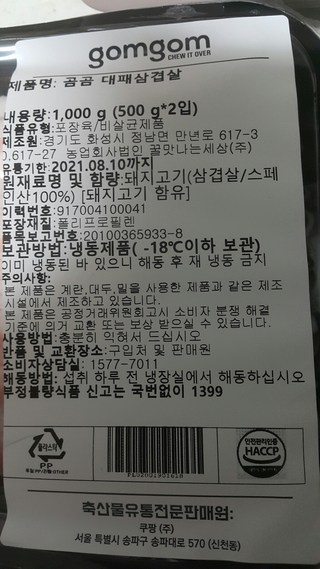 gomgom
CHEW IT OVER
제품명: 곰곰 대패삼겹살
내용량:1,000 g (500 g*2입)
식품유형:포장육/비살균제품
제조원:경기도 화성시 정남면 만년로 617-3
0,617-27 농업회사법인 꿀맛나는세상(주)
유통기한:2021.08.10까지
원재료명 및 함량:돼지고기(삼겹살/스페
인산100%) [돼지고기 함유]
이력번호:917004100041
포장재질:폴리프로필렌
품목보고번호:20100365933-8
보관방법:냉동제품( -18℃이하 보관)
이미 냉동된 바 있으니 해동 후 재 냉동 금지
주의사항:
본 제품은 계란,대두,밀을 사용한 제품과 같은 제조
시설에서 제조하고 있습니다.
본 제품은 공정거래위원회고시 소비자 분쟁 해결
기준에 의거 교환 또는 보상 받으실 수 있습니다.
사용방법:충분히 익혀서 드십시오
반품 및 교환장소:구입처 및 판매원
소비자상담실: 1577-7011
해동방법: 섭취 하루 전 냉장실에서 해동하십시오
부정불량식품 신고는 국번없이 1399
플라스틱
PP
안전관리인증
HACCP
축산물유통전문판매원:
쿠팡 (주)
서울 특별시 송파구 송파대로 570 (신천동)